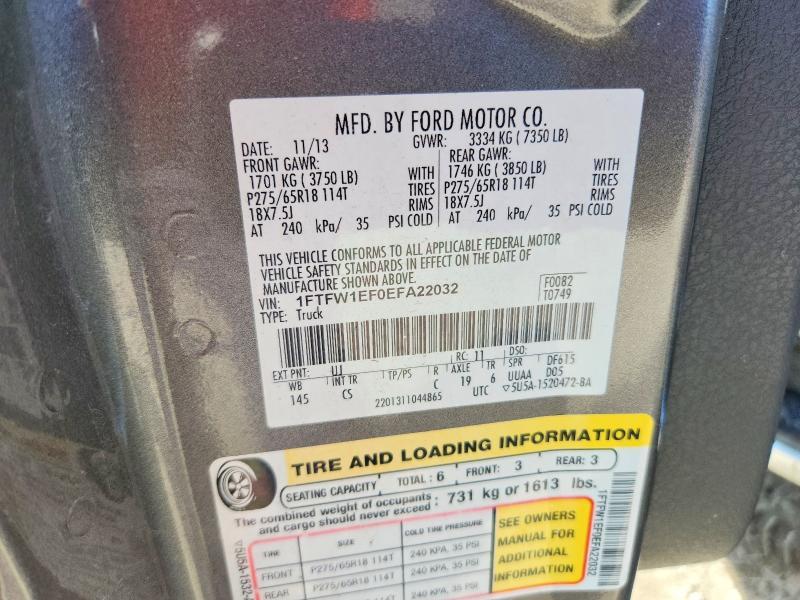 MFD. BY FORD MOTOR CO.
DATE: 11/13 GVWR: 3334 KG ( 7350 LB)
FRONT GAWR: REAR GAWR:
1701 KG ( 3750 LB) WITH 1746 KG ( 3850 LB) WITH
P275/65R18 114T TIRES P275/65R18 114T TIRES
18X7.5J RIMS 18X7.5J RIMS
AT 240 kPa/ 35 PSI COLD AT 240 kPa/ 35 PSI COLD
THIS VEHICLE CONFORMS TO ALL APPLICABLE FEDERAL MOTOR
VEHICLE SAFETY STANDARDS IN EFFECT ON THE DATE OF
MANUFACTURE SHOWN ABOVE.
VIN: 1FTFW1EF0EFA22032 F0082
TYPE: Truck T0749
EXT PNT: UJ RC: 11 DSO:
WB INT TR TP/PS R AXLE TR SPR DF615
145 CS C 19 6 UUAA D05
2201311044865 UTC ▽5U5A-1520472-BA
TIRE AND LOADING INFORMATION
SEATING CAPACITY TOTAL : 6 FRONT: 3 REAR: 3
The combined weight of occupants and cargo should never exceed : 731 kg or 1613 lbs.
TIRE SIZE COLD TIRE PRESSURE
FRONT P275/65R18 114T 240 KPA, 35 PSI
REAR P275/65R18 114T 240 KPA, 35 PSI
SEE OWNERS
MANUAL FOR
ADDITIONAL
INFORMATION
1FTFW1EF0EFA22032
▽5U5A-1532-